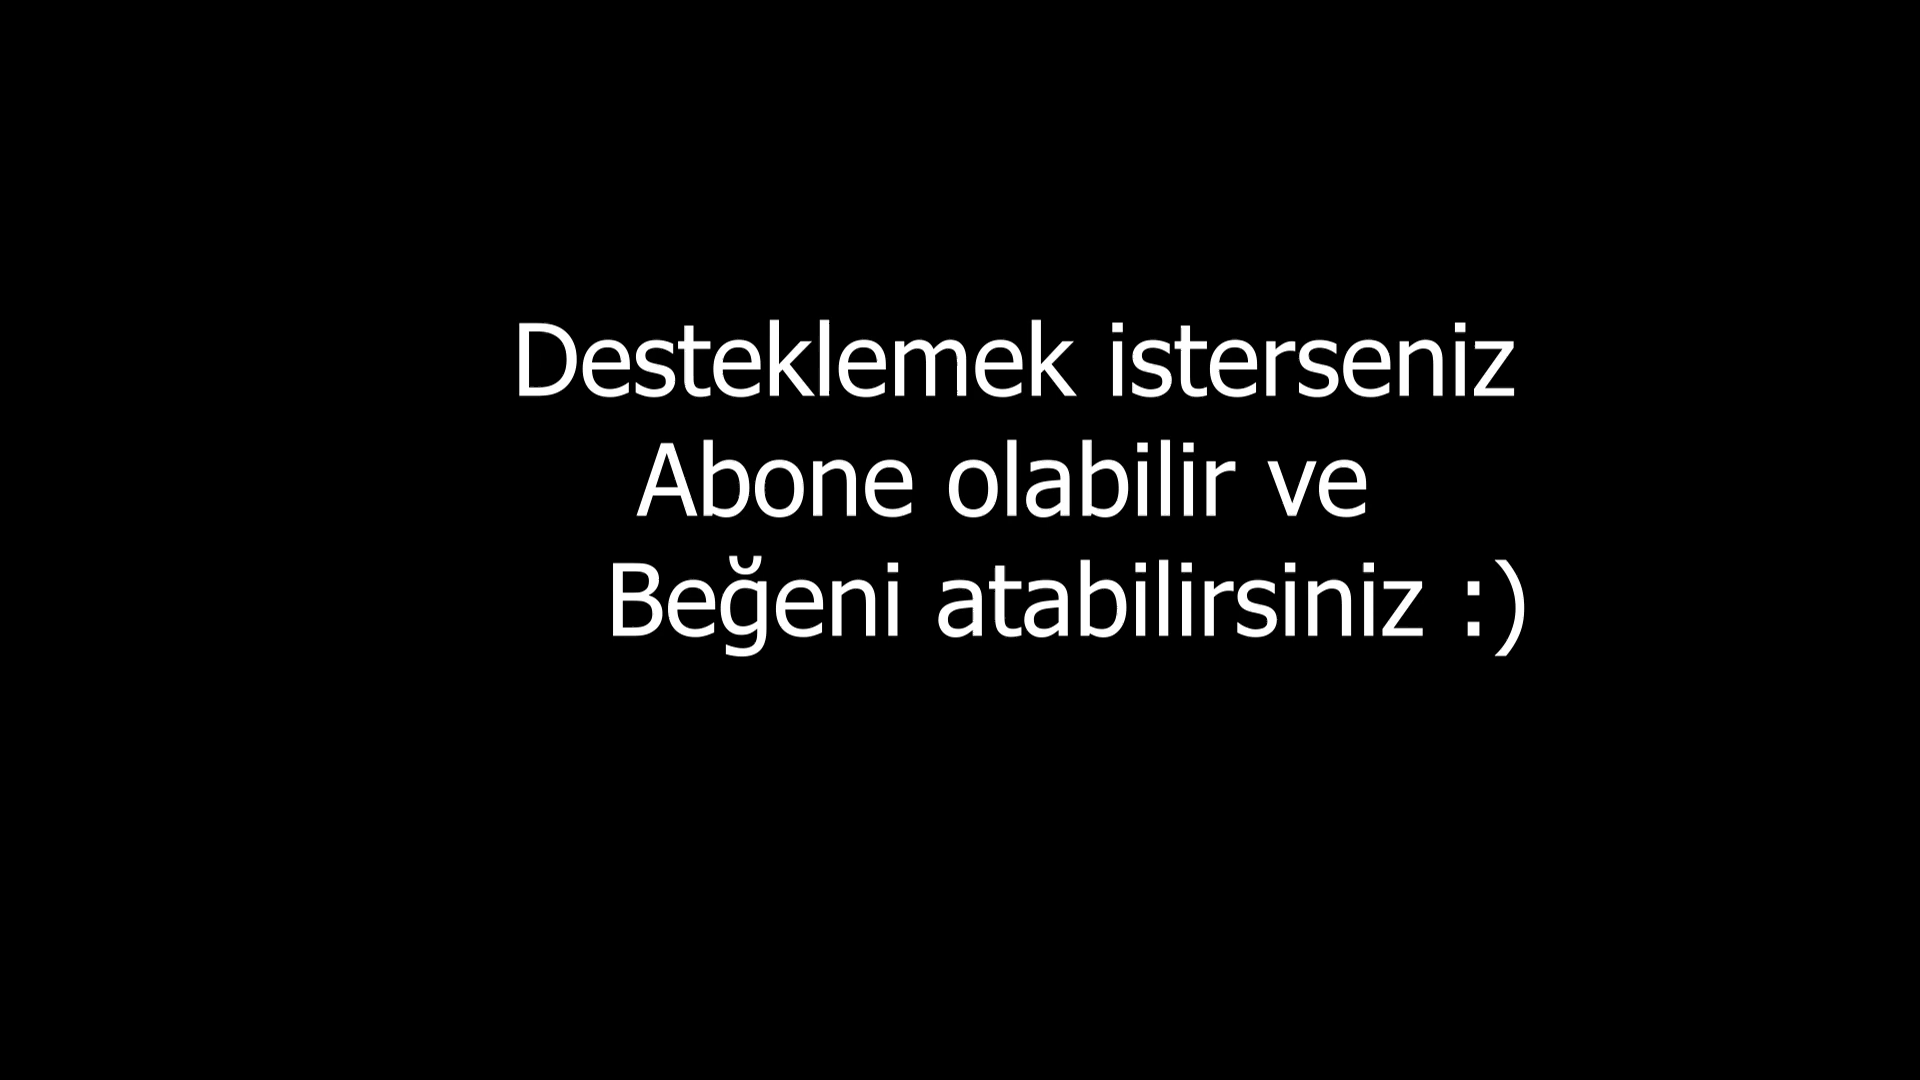 Desteklemek isterseniz
Abone olabilir ve
Beğeni atabilirsiniz :)